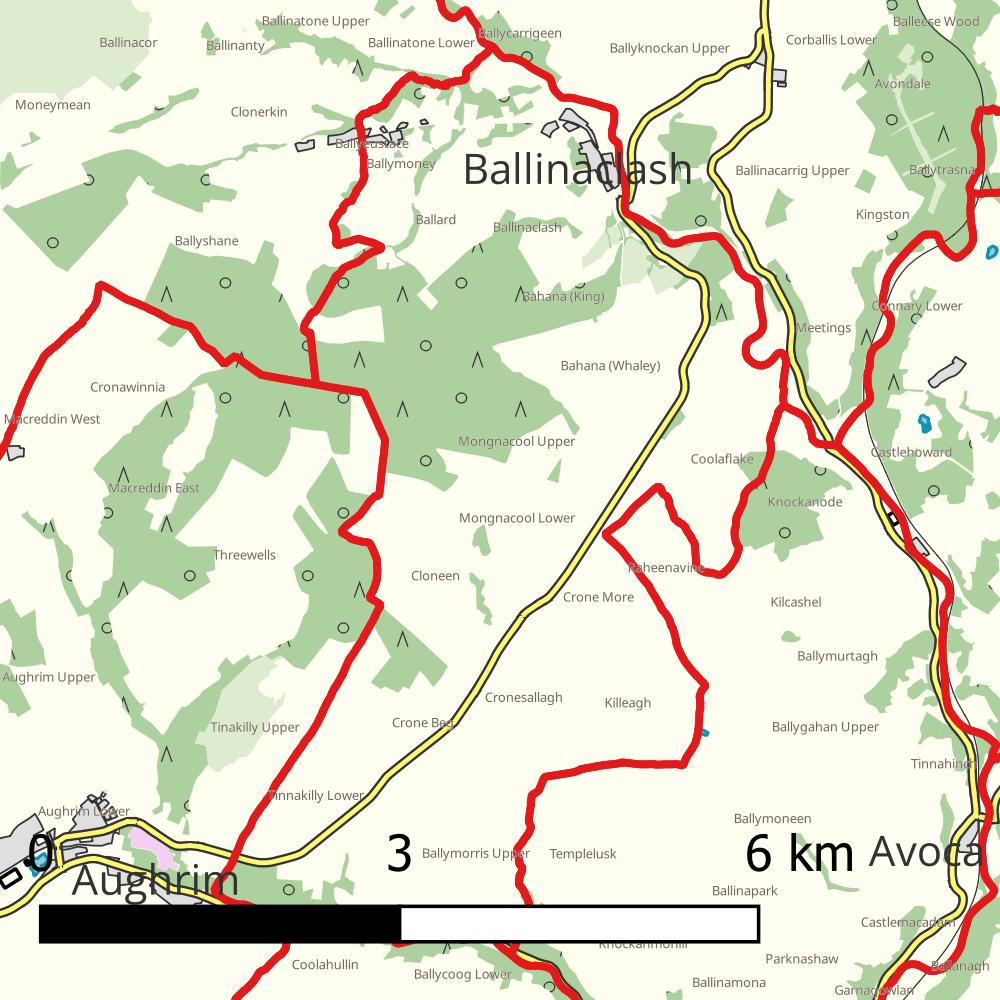 Ballinatone Upper
Balleese Wood
Ballycarrigeen
Corballis Lower
Ballinacor
Ballinanty
Ballinatone Lower
Ballyknockan Upper
Avondale
Moneymean
Clonerkin
Ballyeustace
Ballymoney
Ballinaclash
Ballinacarrig Upper
Ballytrasna
Kingston
Ballard
Ballinaclash
Ballyshane
Bahana (King)
Connary Lower
Meetings
Bahana (Whaley)
Cronawinnia
Macreddin West
Mongnacool Upper
Coolaflake
Castlehoward
Macreddin East
Knockanode
Mongnacool Lower
Threewells
Cloneen
Raheenavine
Crone More
Kilcashel
Ballymurtagh
Aughrim Upper
Cronesallagh
Killeagh
Tinakilly Upper
Crone Beg
Ballygahan Upper
Tinnahinch
Tinnakilly Lower
Aughrim Lower
Ballymoneen
0 3 6 km
Ballymorris Upper
Templelusk
Avoca
Aughrim
Ballinapark
Castlemacadam
Knockanmohill
Parknashaw
Coolahullin
Ballycoog Lower
Ballanagh
Ballinamona
Garnagowlan